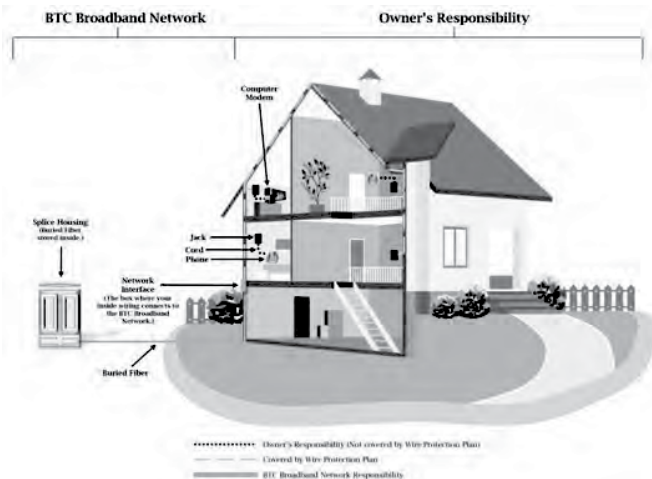 BTC Broadband Network
Owner's Responsibility
Computer
Modem
Splice Housing
(Buried Fiber
stored inside.)
Jack
Cord
Phone
Network
Interface
(The box where your
inside wiring connects to
the BTC Broadband
Network.)
Buried Fiber
Owner's Responsibility (Not covered by Wire Protection Plan)
Covered by Wire Protection Plan
BTC Broadband Network Responsibility